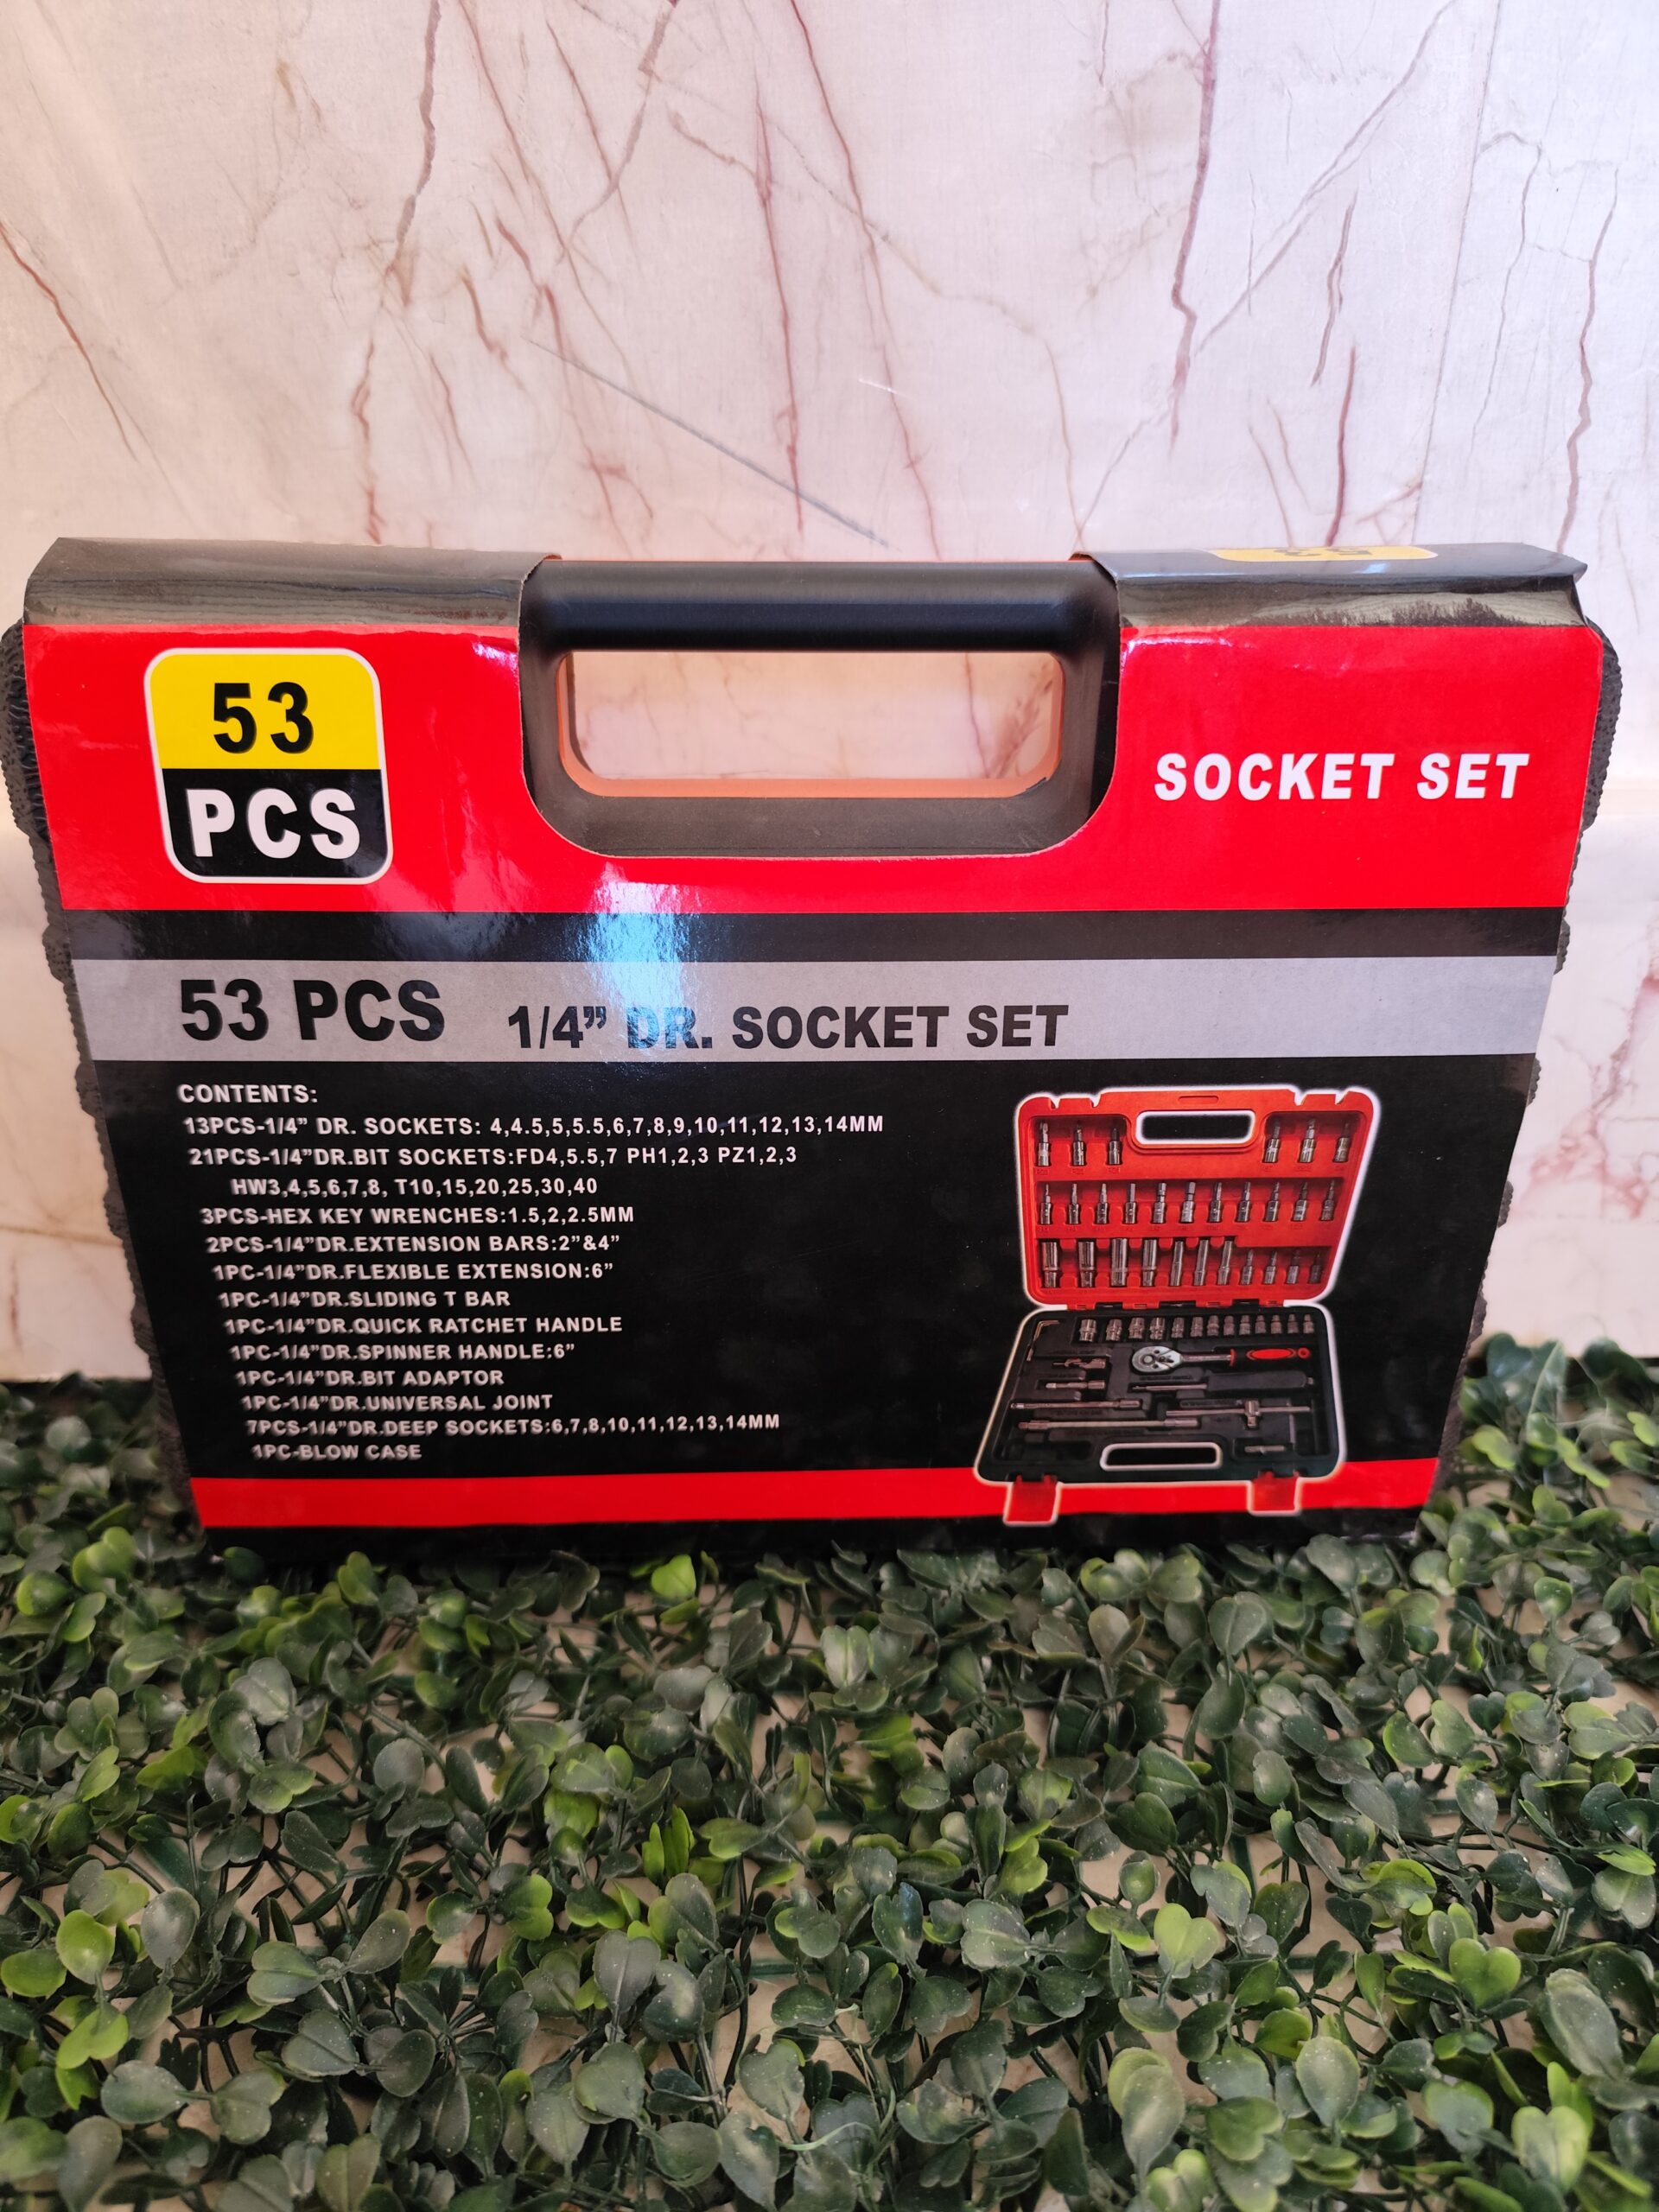 53
53
PCS
SOCKET SET
53 PCS 1/4” DR. SOCKET SET
CONTENTS:
13PCS-1/4” DR. SOCKETS: 4,4.5,5,5.5,6,7,8,9,10,11,12,13,14MM
21PCS-1/4”DR.BIT SOCKETS:FD4,5.5,7 PH1,2,3 PZ1,2,3
HW3,4,5,6,7,8, T10,15,20,25,30,40
3PCS-HEX KEY WRENCHES:1.5,2,2.5MM
2PCS-1/4”DR.EXTENSION BARS:2”&4”
1PC-1/4”DR.FLEXIBLE EXTENSION:6”
1PC-1/4”DR.SLIDING T BAR
1PC-1/4”DR.QUICK RATCHET HANDLE
1PC-1/4”DR.SPINNER HANDLE:6”
1PC-1/4”DR.BIT ADAPTOR
1PC-1/4”DR.UNIVERSAL JOINT
7PCS-1/4”DR.DEEP SOCKETS:6,7,8,10,11,12,13,14MM
1PC-BLOW CASE